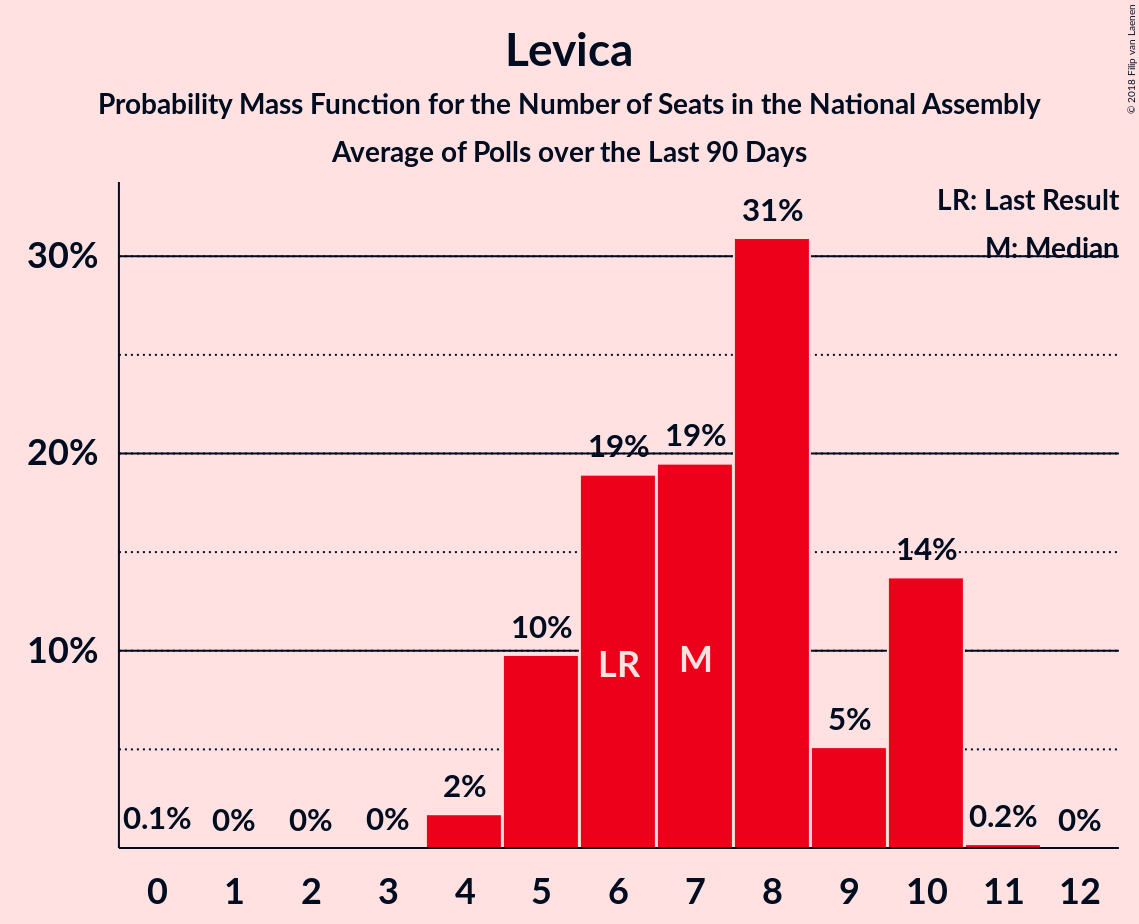 Levica
Probability Mass Function for the Number of Seats in the National Assembly
Average of Polls over the Last 90 Days
© 2018 Filip van Laenen
LR: Last Result
M: Median
30%
20%
10%
0.1%
0%
0%
0%
2%
10%
19%
19%
31%
5%
14%
0.2%
0%
LR
M
0 1 2 3 4 5 6 7 8 9 10 11 12